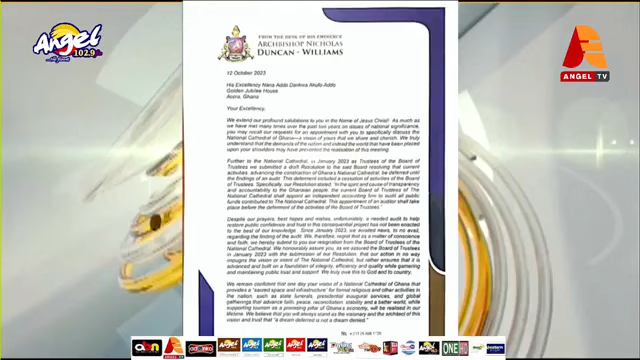 Angel
102.9
ANGEL TV
FROM THE DESK OF HIS EMINENCE
ARCHBISHOP NICHOLAS
DUNCAN - WILLIAMS
12 October 2023
His Excellency Nana Addo Dankwa Akufo-Addo
Golden Jubilee House
Accra, Ghana
Your Excellency,
We extend our profound salutations to you in the Name of Jesus Christ! As much as
we have met many times over the past ten years on issues of national significance,
you may recall our requests for an appointment with you to specifically discuss the
National Cathedral of Ghana—a vision of yours that we share and cherish. We truly
understand that the demands of the nation and indeed the world that have been placed
upon your shoulders may have prevented the realisation of this meeting
Further to the National Cathedral, in January 2023 as Trustees of the Board of
Trustees we submitted a draft Resolution to the said Board resolving that current
activities, advancing the construction of Ghana's National Cathedral be deferred until
the findings of an audit. This deferment included a cessation of activities of the Board
of Trustees. Specifically, our Resolution stated: "In the spirit and cause of transparency
and accountability to the Ghanaian people, the current Board of Trustees of The
National Cathedral shall appoint an independent accounting firm to audit all public
funds contributed to The National Cathedral. This appointment of an auditor shall take
place before the deferment of the activities of the Board of Trustees."
Despite our prayers, best hopes and wishes, unfortunately, a needed audit to help
restore public confidence and trust in this consequential project has not been enacted
to the best of our knowledge. Since January 2023, we awaited news, to no avail,
regarding the finding of the audit. We, therefore, regret that as a matter of conscience
and faith, we hereby submit to you our resignation from the Board of Trustees of the
National Cathedral. We honourably assure you, as we assured the Board of Trustees
in January 2023 with the submission of our Resolution, that our action in no way
impugns the vision or intent of The National Cathedral, but rather ensures that it is
advanced and built on a foundation of integrity, efficiency and quality while garnering
and maintaining public trust and support. We owe this to God and to country.
We remain confident that one day your vision of a National Cathedral of Ghana that
provides a "sacred space and infrastructure" for formal religious and other activities in
the nation, such as state funerals, presidential inaugural services, and global
gatherings that advance faith, peace, reconciliation, stability and a better world, while
supporting tourism as a promising pillar of Ghana's economy, will be realised in our
lifetime. We believe that you will always stand as the visionary and the architect of this
vision and trust that "a dream deferred is not a dream denied."
No.
ONE